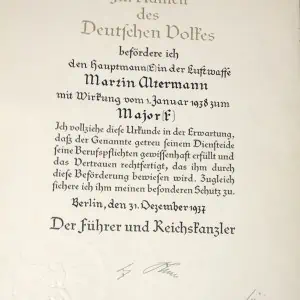 Im Namen
des
Deutschen Volkes
befördere ich
den Hauptmann(E) in der Luftwaffe
Martin Altermann
mit Wirkung vom 1. Januar 1938 zum
Major(E)
Ich vollziehe diese Urkunde in der Erwartung,
daß der Genannte getreu seinem Diensteide
seine Berufspflichten gewissenhaft erfüllt und
das Vertrauen rechtfertigt, das ihm durch
diese Beförderung bewiesen wird. Zugleich
sichere ich ihm meinen besonderen Schutz zu.
Berlin, den 31. Dezember 1937
Der Führer und Reichskanzler